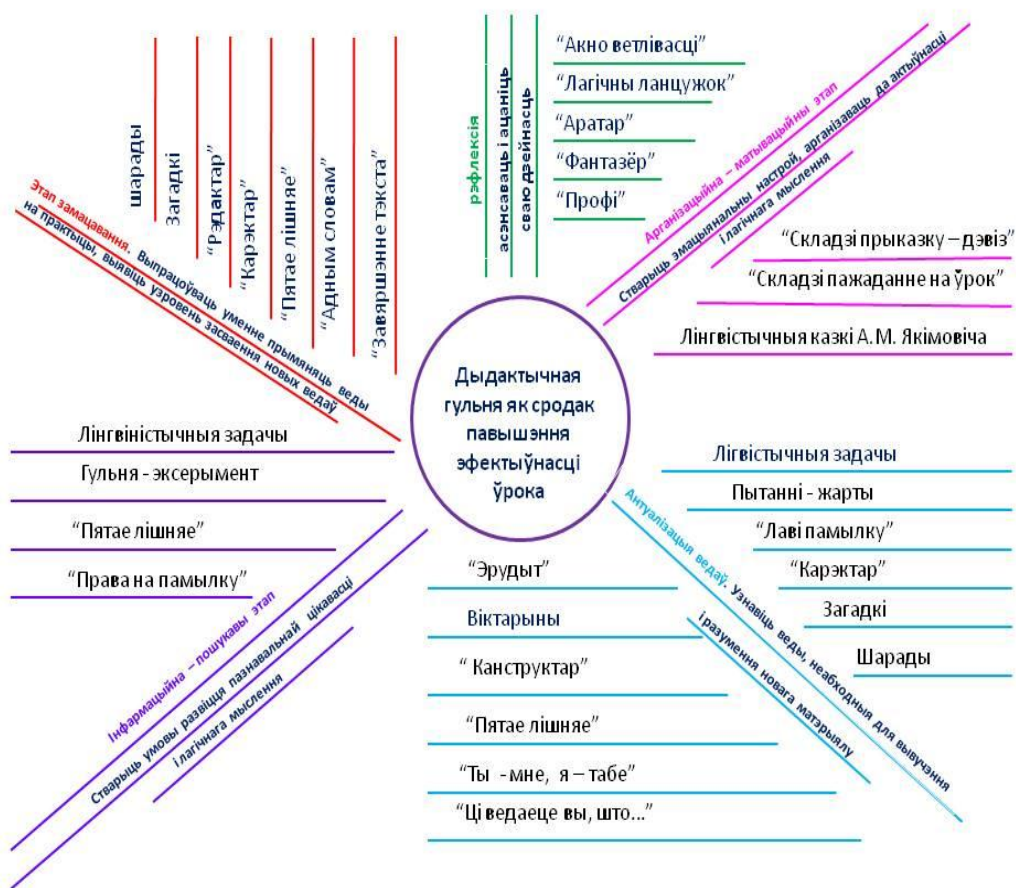 Дыдактычная
гульня як сродак
павышэння
эфектыўнасці
ўрока
Арганізацыйна – матывацыйны этап
Стварыць эмацыянальны настрой, арганізаваць да актыўнасці
і лагічнага мыслення
“Складзі прыказку – дэвіз”
“Складзі пажаданне на ўрок”
Лінгвістычныя казкі А. М. Якімовіча
Антуалізацыя ведаў. Узнавіць веды, неабходныя для вывучэння
і разумення новага матэрыялу
Лігвістычныя задачы
Пытанні - жарты
“Лаві памылку”
“Карэктар”
Загадкі
Шарады
“Эрудыт”
Віктарыны
“ Канструктар”
“Пятае лішняе”
“Ты - мне, я – табе”
“Ці ведаеце вы, што...”
Інфармацыйна – пошукавы этап
Стварыць умовы развіцця пазнавальнай цікавасці
і лагічнага мыслення
Лінгвіністычныя задачы
Гульня - эксерымент
“Пятае лішняе”
“Права на памылку”
Этап замацавання. Выпрацоўваць уменне прымяняць веды
на практыцы, выявіць узровень засваення новых ведаў
шарады
Загадкі
“Рэдактар”
“Карэктар”
“Пятае лішняе”
“Адным словам”
“Завяршэнне тэкста”
рэфлексія
асэнсаваць і ацаніць
сваю дзейнасць
“Акно ветлівасці”
“Лагічны ланцужок”
“Аратар”
“Фантазёр”
“Профі”